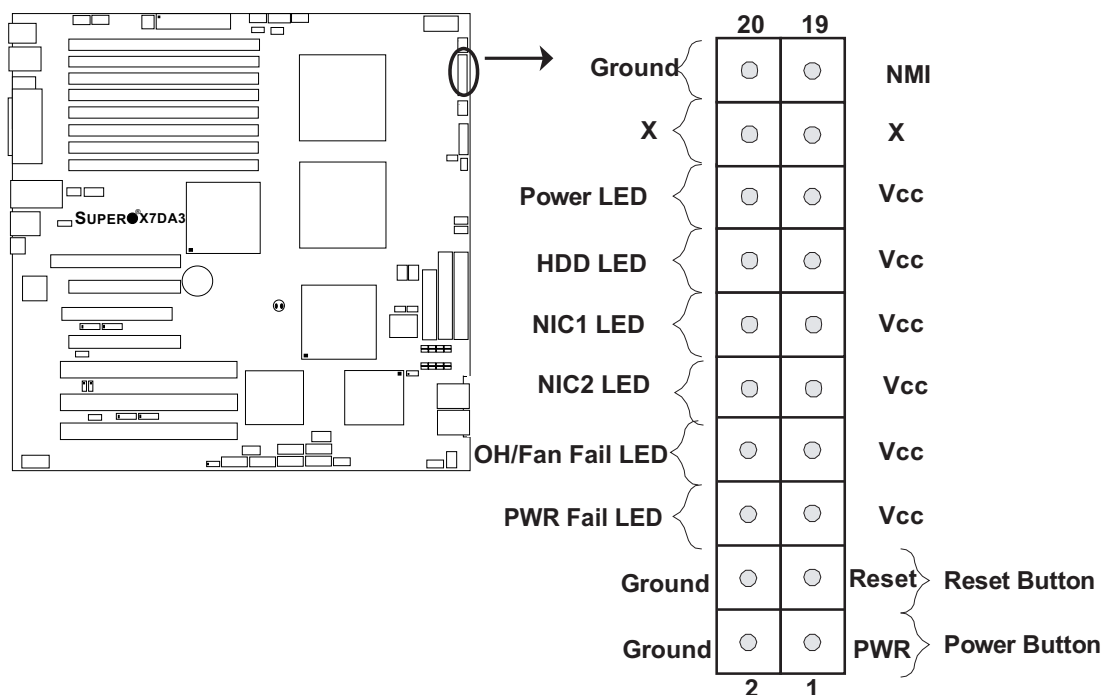 20 19
Ground NMI
X X
Power LED Vcc
HDD LED Vcc
NIC1 LED Vcc
NIC2 LED Vcc
OH/Fan Fail LED Vcc
PWR Fail LED Vcc
Ground Reset Reset Button
Ground PWR Power Button
2 1
SUPER®X7DA3